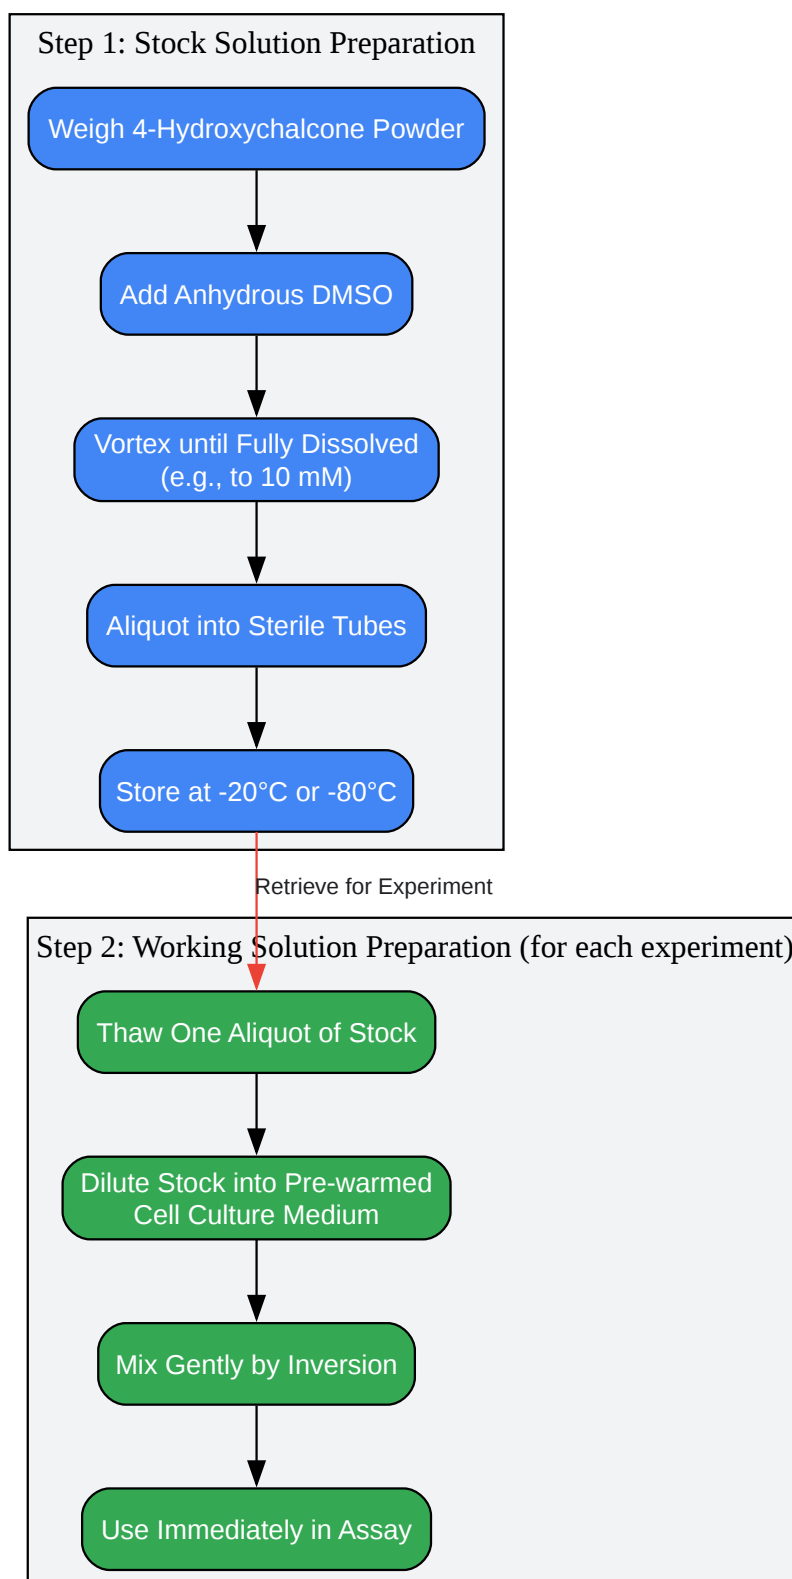 Step 1: Stock Solution Preparation
Weigh 4-Hydroxychalcone Powder
Add Anhydrous DMSO
Vortex until Fully Dissolved
(e.g., to 10 mM)
Aliquot into Sterile Tubes
Store at -20°C or -80°C
Retrieve for Experiment
Step 2: Working Solution Preparation (for each experiment)
Thaw One Aliquot of Stock
Dilute Stock into Pre-warmed
Cell Culture Medium
Mix Gently by Inversion
Use Immediately in Assay